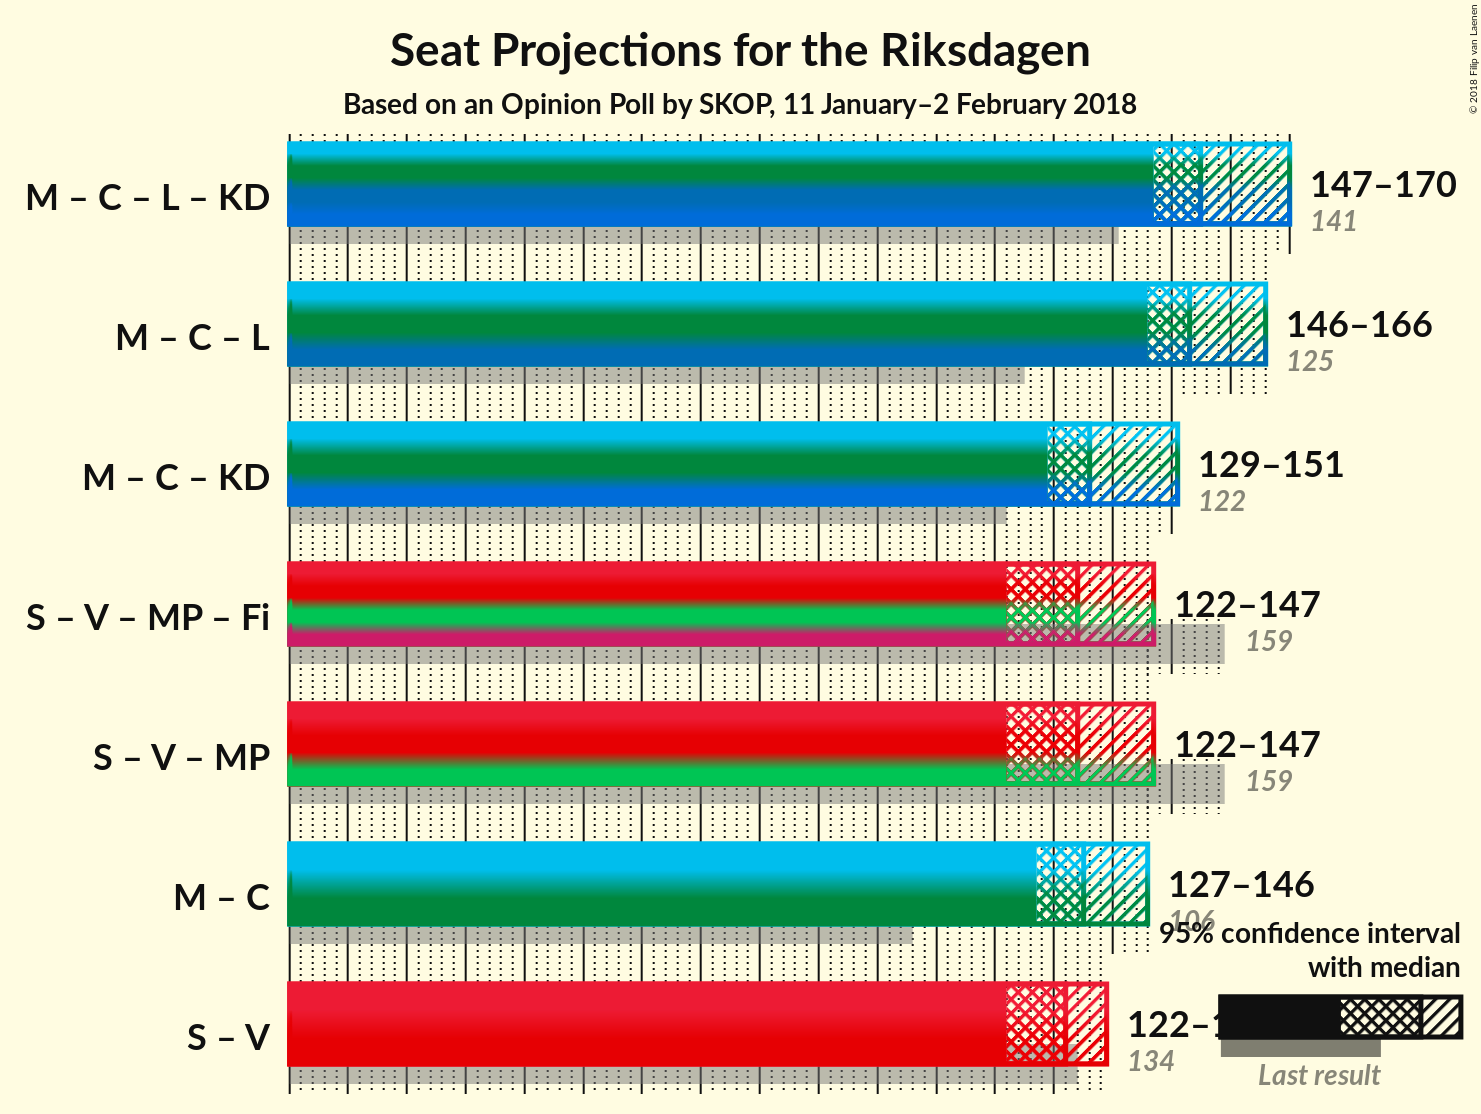 Seat Projections for the Riksdagen
Based on an Opinion Poll by SKOP, 11 January–2 February 2018
© 2018 Filip van Laenen
M – C – L – KD
147–170
141
M – C – L
146–166
125
M – C – KD
129–151
122
S – V – MP – Fi
122–147
159
S – V – MP
122–147
159
M – C
127–146
106
95% confidence interval
with median
S – V
122–
134
Last result